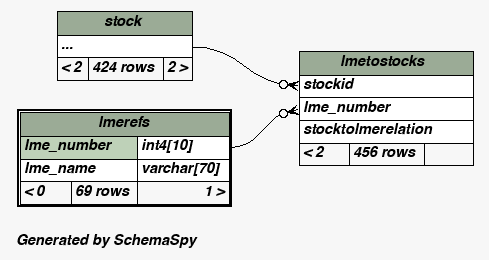 stock
...
< 2 424 rows 2 >
lmetostocks
stockid
lme_number
stocktolmerelation
< 2 456 rows
lmerefs
lme_number int4[10]
lme_name varchar[70]
< 0 69 rows 1 >
Generated by SchemaSpy